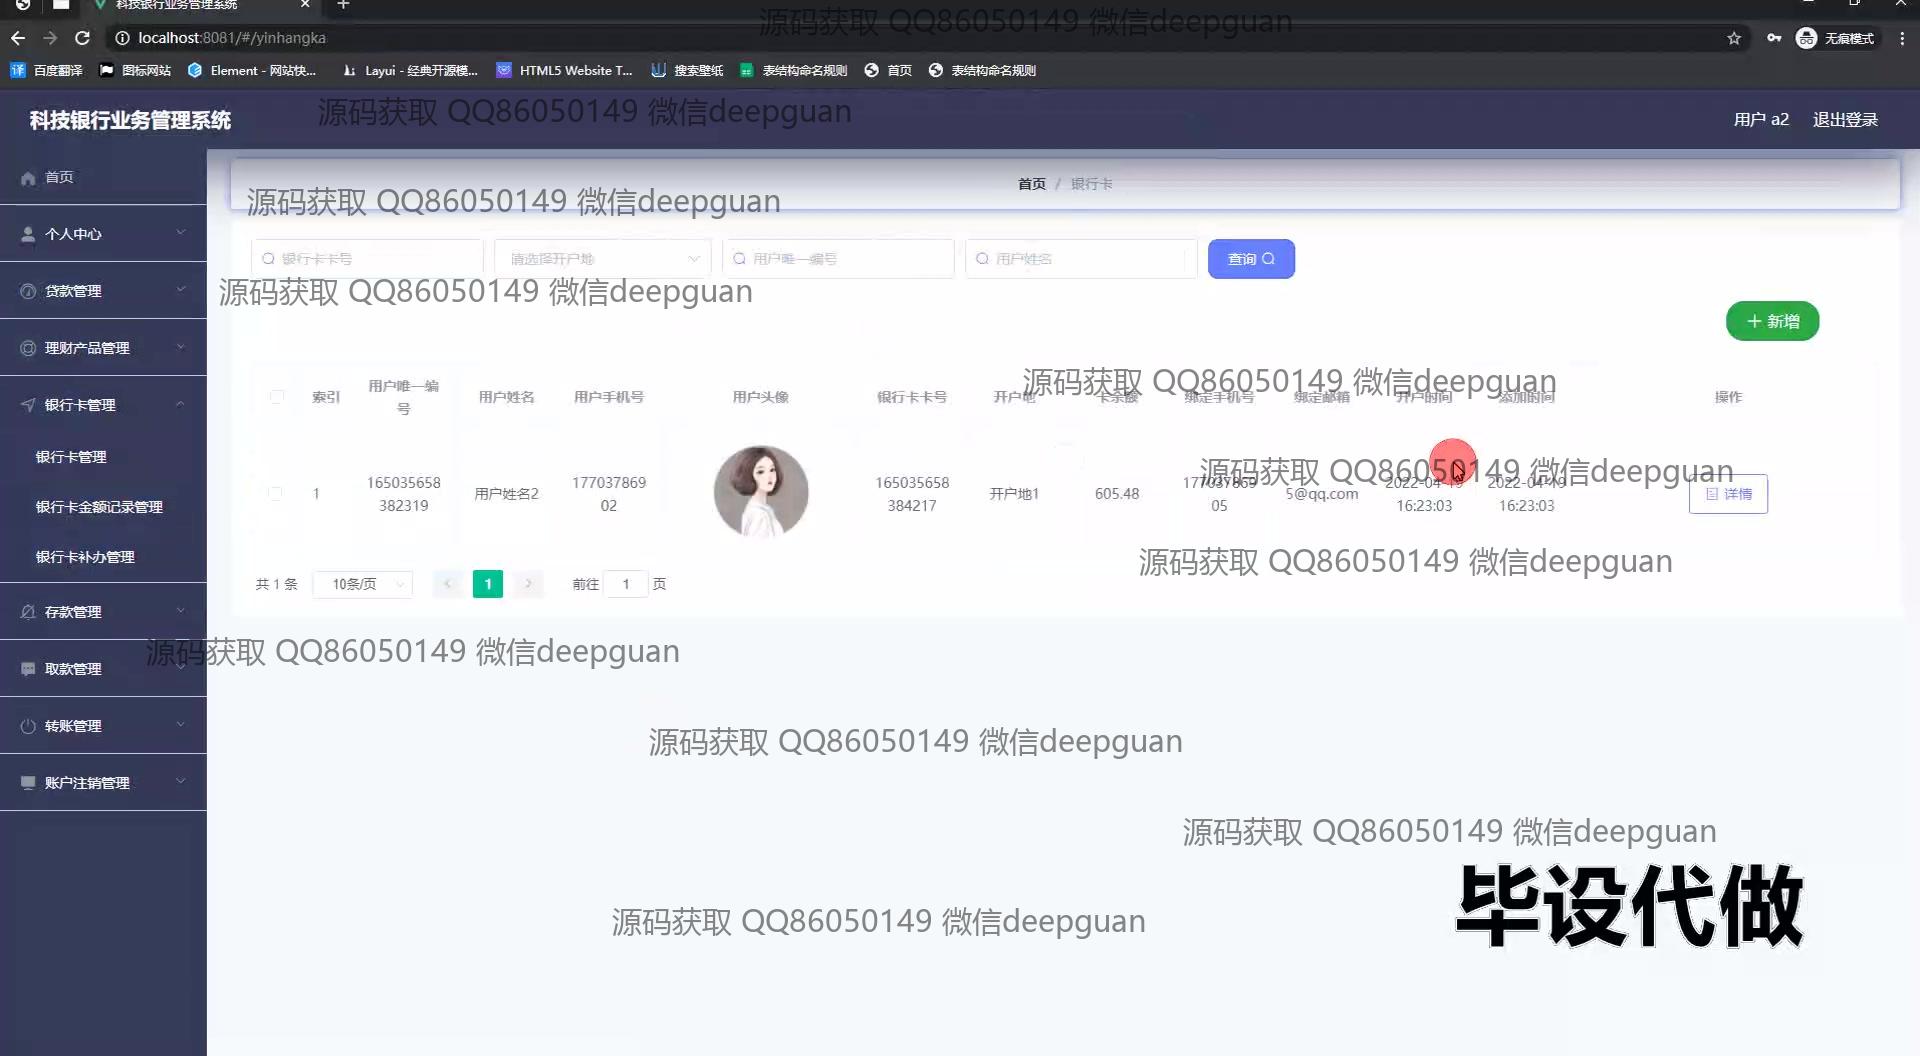 科技银行业务管理系统
源码获取 QQ86050149 微信deepguan
localhost:8081/#/yinhangka
无痕模式
百度翻译
图标网站
Element - 网站快...
Layui - 经典开源模...
HTML5 Website T...
搜索壁纸
表结构命名规则
首页
表结构命名规则
科技银行业务管理系统
源码获取 QQ86050149 微信deepguan
用户 a2
退出登录
首页
首页 / 银行卡
源码获取 QQ86050149 微信deepguan
个人中心
银行卡卡号
请选择开户地
用户唯一编号
用户姓名
查询
贷款管理
源码获取 QQ86050149 微信deepguan
新增
理财产品管理
源码获取 QQ86050149 微信deepguan
索引
用户唯一编
号
用户姓名
用户手机号
用户头像
银行卡卡号
开户地
卡余额
绑定手机号
绑定邮箱
开户时间
添加时间
操作
银行卡管理
银行卡管理
银行卡金额记录管理
银行卡补办管理
源码获取 QQ86050149 微信deepguan
1
165035658
382319
用户姓名2
177037869
02
165035658
384217
开户地1
605.48
177037869
05
5@qq.com
2022-04-19
16:23:03
2022-04-19
16:23:03
详情
源码获取 QQ86050149 微信deepguan
共 1 条
10条/页
1
前往 1 页
存款管理
源码获取 QQ86050149 微信deepguan
取款管理
转账管理
源码获取 QQ86050149 微信deepguan
账户注销管理
源码获取 QQ86050149 微信deepguan
毕设代做
源码获取 QQ86050149 微信deepguan